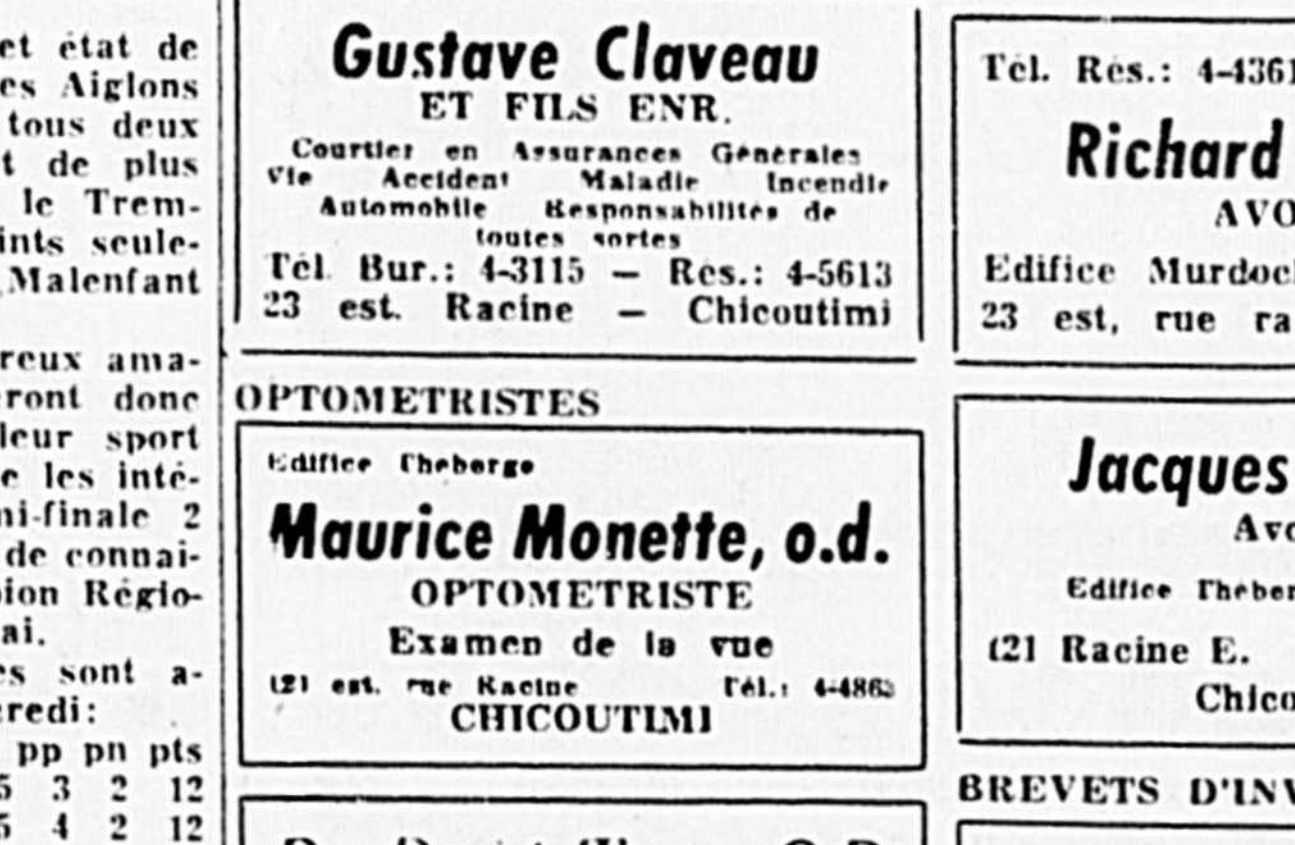 et état de
es Aiglons
tous deux
t de plus
le Trem-
ints seule-
Malenfant
reux ama-
ront donc
leur sport
e les inté-
ni-finale 2
de connai-
ion Régio-
ai.
es sont a-
redi:
pp pn pts
5 3 2 12
5 4 2 12
Gustave Claveau
ET FILS ENR.
Courtier en Assurances Générales
Vie Accident Maladie Incendie
Automobile Responsabilités de
toutes sortes
Tél. Bur.: 4-3115 — Rés.: 4-5613
23 est. Racine — Chicoutimi
OPTOMETRISTES
Edifice Theberge
Maurice Monette, o.d.
OPTOMETRISTE
Examen de la vue
121 est. rue Racine Tél.: 4-4863
CHICOUTIMI
Tél. Rés.: 4-4361
Richard
AVO
Edifice Murdoch
23 est, rue ra
Jacques
Avo
Edifice Theber
121 Racine E.
Chico
BREVETS D'INV